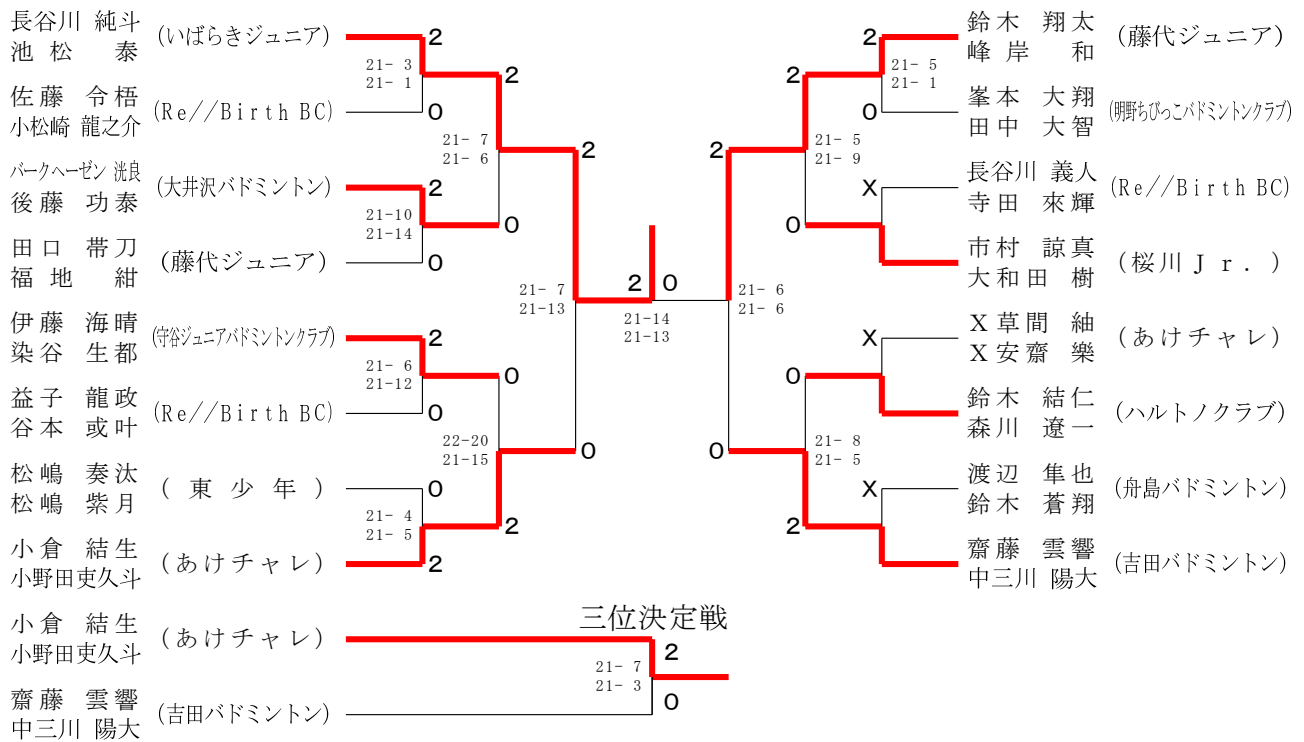 長谷川 純斗
池松 泰
(いばらきジュニア)
2
21- 3
21- 1
2
佐藤 令梧
小松崎 龍之介
(Re//Birth BC)
0
21- 7
21- 6
2
バークヘーゼン 洸良
後藤 功泰
(大井沢バドミントン)
2
21-10
21-14
0
田口 帯刀
福地 紺
(藤代ジュニア)
0
21- 7
21-13
2
伊藤 海晴
染谷 生都
(守谷ジュニアバドミントンクラブ)
2
21- 6
21-12
0
益子 龍政
谷本 或叶
(Re//Birth BC)
0
22-20
21-15
0
松嶋 奏汰
松嶋 紫月
(東少年)
0
21- 4
21- 5
2
小倉 結生
小野田吏久斗
(あけチャレ)
2
0
21-14
21-13
鈴木 翔太
峰岸 和
(藤代ジュニア)
2
21- 5
21- 1
2
峯本 大翔
田中 大智
(明野ちびっこバドミントンクラブ)
0
21- 5
21- 9
2
長谷川 義人
寺田 來輝
(Re//Birth BC)
X
0
市村 諒真
大和田 樹
(桜川Jr.)
21- 6
21- 6
X草間 紬
X安齋 樂
(あけチャレ)
X
0
鈴木 結仁
森川 遼一
(ハルトノクラブ)
21- 8
21- 5
0
渡辺 隼也
鈴木 蒼翔
(舟島バドミントン)
X
2
齋藤 雲響
中三川 陽大
(吉田バドミントン)
三位決定戦
小倉 結生
小野田吏久斗
(あけチャレ)
2
21- 7
21- 3
0
齋藤 雲響
中三川 陽大
(吉田バドミントン)